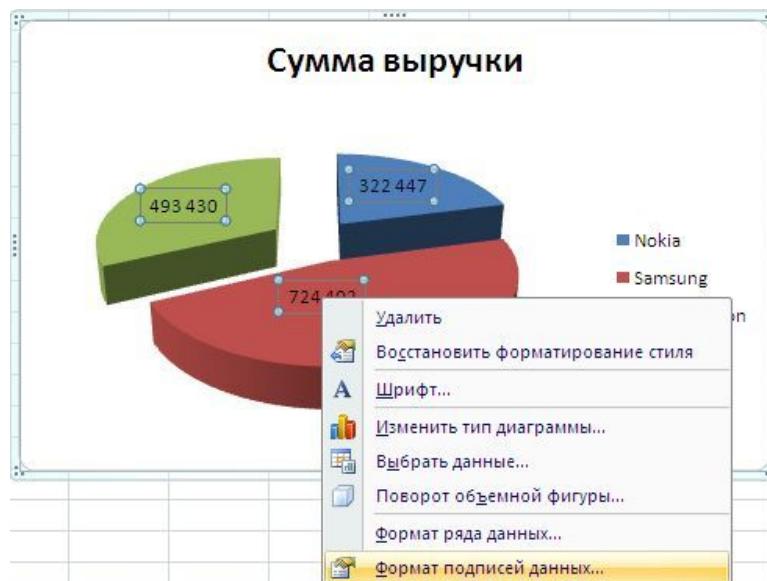 Сумма выручки
322 447
493 430
Nokia
Samsung
Удалить
Восстановить форматирование стиля
Шрифт...
Изменить тип диаграммы...
Выбрать данные...
Поворот объемной фигуры...
Формат ряда данных...
Формат подписей данных...